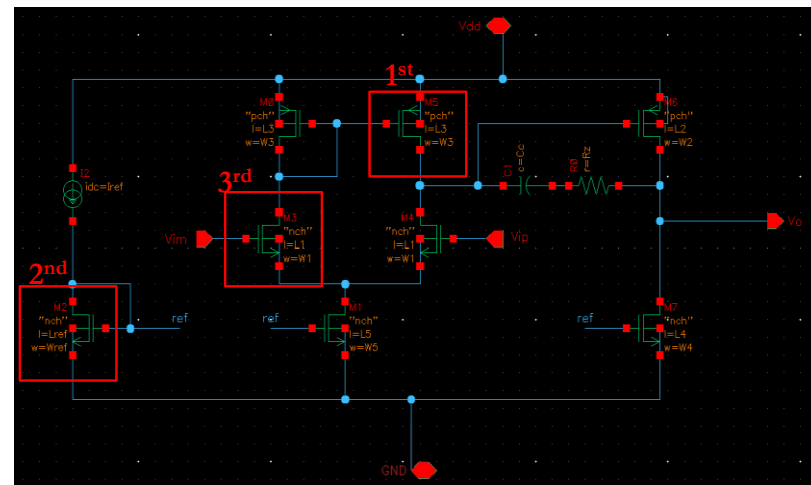 Vdd
1st
M0
"pch"
l=L3
w=W3
M5
"pch"
l=L3
w=W3
M6
"pch"
l=L2
w=W2
I2
idc=Iref
C1
c=Cc
R0
r=Rz
3rd
Vim
M3
"nch"
l=L1
w=W1
M4
"nch"
l=L1
w=W1
Vip
Vo
2nd
M2
"nch"
l=Lref
w=Wref
ref
ref
M1
"nch"
l=L5
w=W5
ref
M7
"nch"
l=L4
w=W4
GND